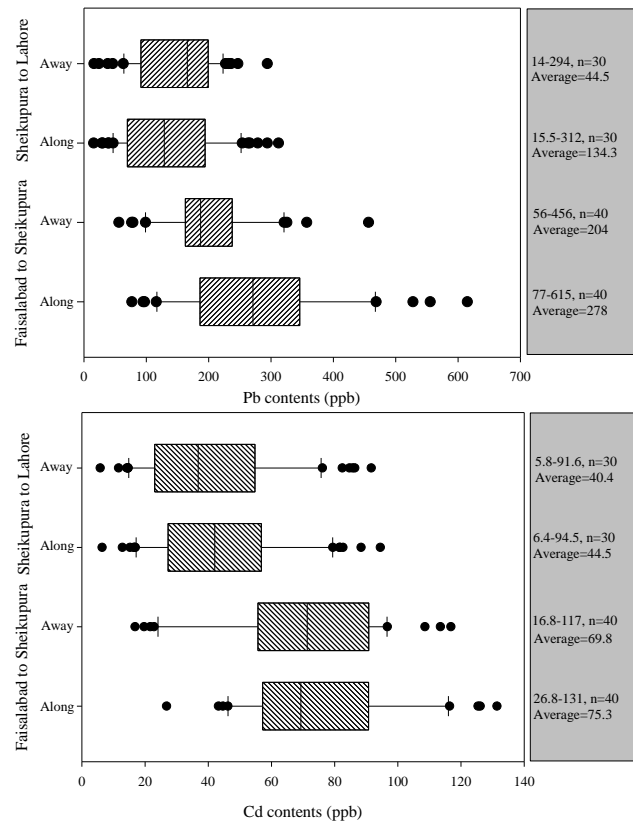 Sheikupura to Lahore
Faisalabad to Sheikupura
Away
Along
Away
Along
14-294, n=30
Average=44.5
15.5-312, n=30
Average=134.3
56-456, n=40
Average=204
77-615, n=40
Average=278
0 100 200 300 400 500 600 700
Pb contents (ppb)
Sheikupura to Lahore
Faisalabad to Sheikupura
Away
Along
Away
Along
5.8-91.6, n=30
Average=40.4
6.4-94.5, n=30
Average=44.5
16.8-117, n=40
Average=69.8
26.8-131, n=40
Average=75.3
0 20 40 60 80 100 120 140
Cd contents (ppb)